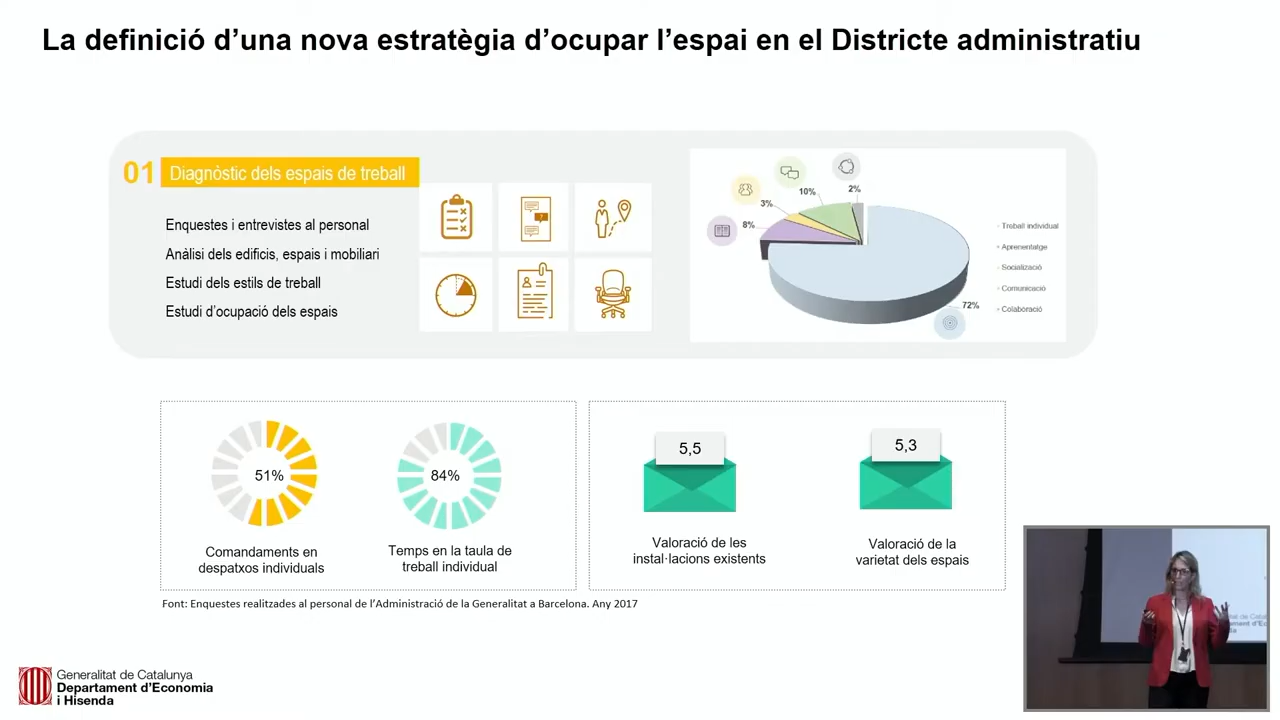 La definició d’una nova estratègia d’ocupar l’espai en el Districte administratiu
01 Diagnòstic dels espais de treball
Enquestes i entrevistes al personal
Anàlisi dels edificis, espais i mobiliari
Estudi dels estils de treball
Estudi d’ocupació dels espais
2%
10%
3%
8%
72%
Treball individual
Aprenentatge
Socialització
Comunicació
Colaboració
51%
Comandaments en
despatxos individuals
84%
Temps en la taula de
treball individual
5,5
Valoració de les
instal·lacions existents
5,3
Valoració de la
varietat dels espais
Font: Enquestes realitzades al personal de l’Administració de la Generalitat a Barcelona. Any 2017
Generalitat de Catalunya
Departament d’Economia
i Hisenda